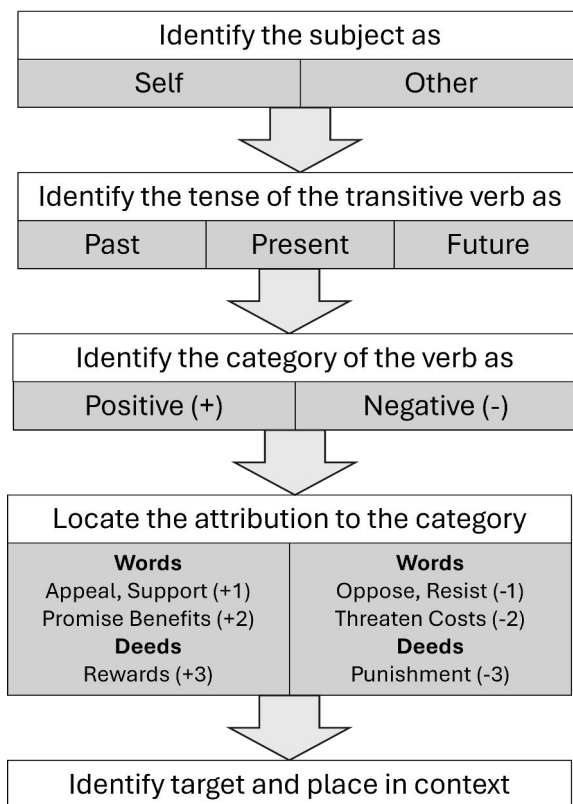 Identify the subject as
Self Other
Identify the tense of the transitive verb as
Past Present Future
Identify the category of the verb as
Positive (+) Negative (-)
Locate the attribution to the category
Words
Appeal, Support (+1)
Promise Benefits (+2)
Deeds
Rewards (+3)
Words
Oppose, Resist (-1)
Threaten Costs (-2)
Deeds
Punishment (-3)
Identify target and place in context